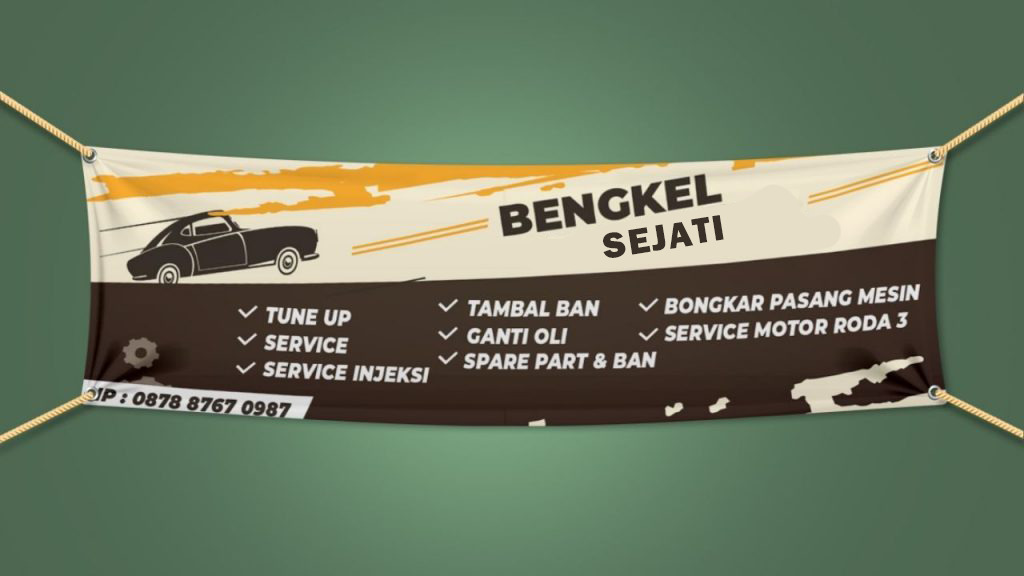 BENGKEL
SEJATI
TUNE UP
SERVICE
SERVICE INJEKSI
TAMBAL BAN
GANTI OLI
SPARE PART & BAN
BONGKAR PASANG MESIN
SERVICE MOTOR RODA 3
: 0878 8767 0987